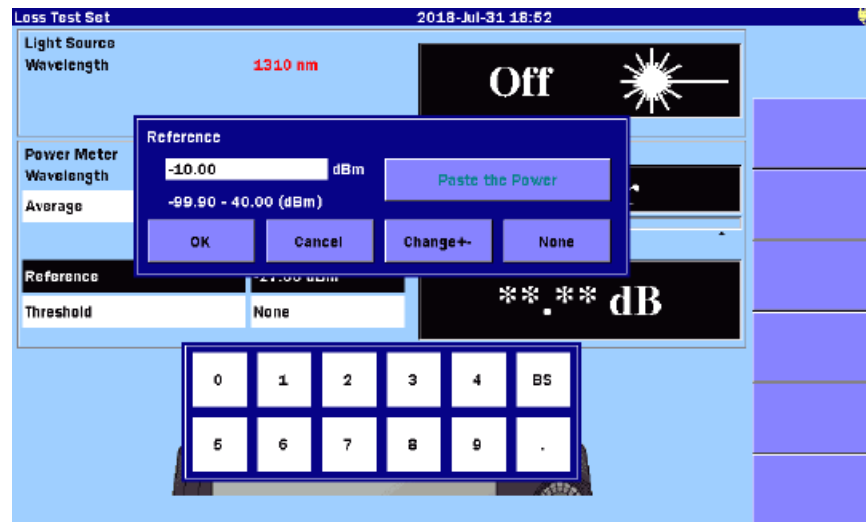 Loss Test Set 2018-Jul-31 18:52
Light Source
Wavelength 1310 nm
Off
Reference
-10.00 dBm
Paste the Power
-99.90 - 40.00 (dBm)
OK Cancel Change+- None
Power Meter
Wavelength
Average
Reference
Threshold None
**.** dB
0 1 2 3 4 BS
5 6 7 8 9 .